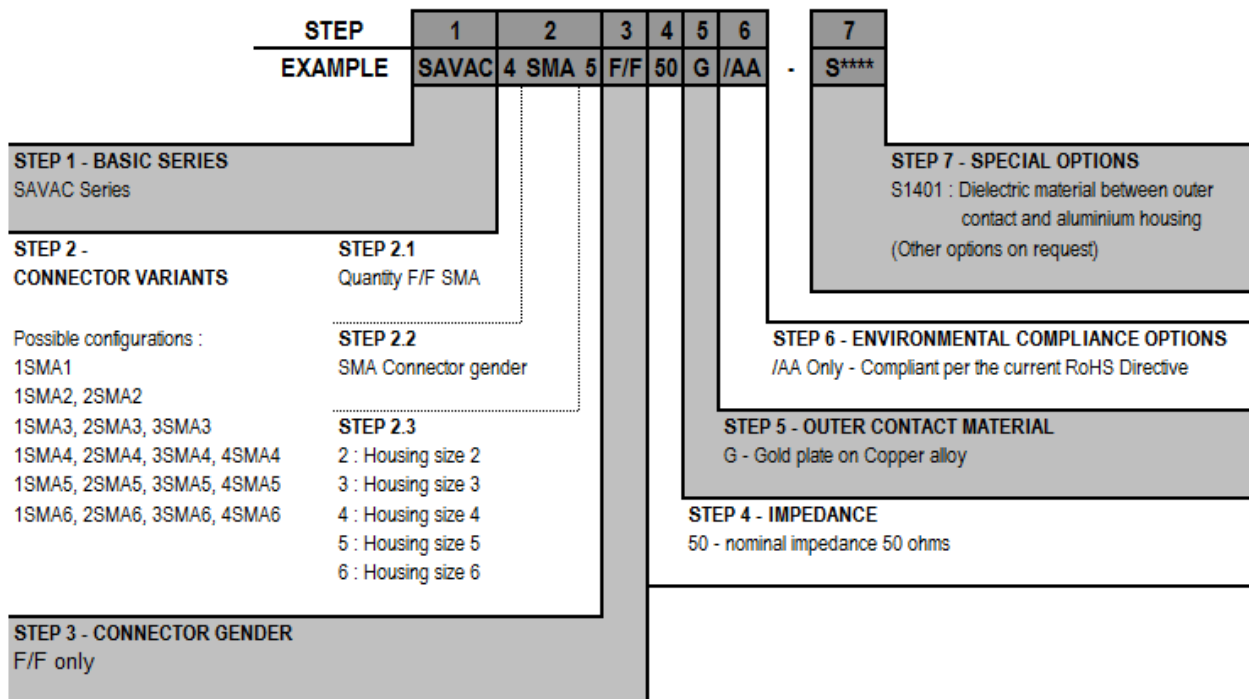 STEP 1 2 3 4 5 6 7
EXAMPLE SAVAC 4 SMA 5 F/F 50 G /AA - S****
STEP 1 - BASIC SERIES
SAVAC Series
STEP 7 - SPECIAL OPTIONS
S1401 : Dielectric material between outer
contact and aluminium housing
(Other options on request)
STEP 2 -
CONNECTOR VARIANTS
Possible configurations :
1SMA1
1SMA2, 2SMA2
1SMA3, 2SMA3, 3SMA3
1SMA4, 2SMA4, 3SMA4, 4SMA4
1SMA5, 2SMA5, 3SMA5, 4SMA5
1SMA6, 2SMA6, 3SMA6, 4SMA6
STEP 2.1
Quantity F/F SMA
STEP 2.2
SMA Connector gender
STEP 2.3
2 : Housing size 2
3 : Housing size 3
4 : Housing size 4
5 : Housing size 5
6 : Housing size 6
STEP 6 - ENVIRONMENTAL COMPLIANCE OPTIONS
/AA Only - Compliant per the current RoHS Directive
STEP 5 - OUTER CONTACT MATERIAL
G - Gold plate on Copper alloy
STEP 4 - IMPEDANCE
50 - nominal impedance 50 ohms
STEP 3 - CONNECTOR GENDER
F/F only